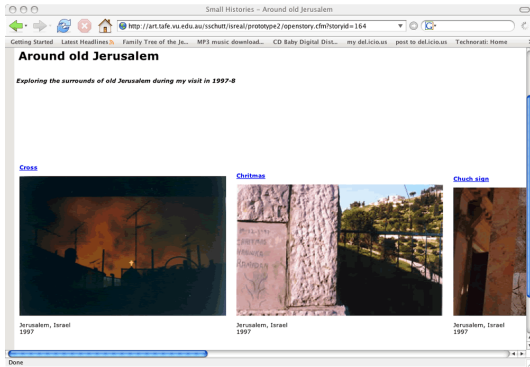 Small Histories - Around old Jerusalem
http://art.tafe.vu.edu.au/sschutt/isreal/prototype2/openstory.cfm?storyid=164
Getting Started Latest Headlines Family Tree of the Jo... MP3 music download... CD Baby Digital Dist... my del.icio.us post to del.icio.us Technorati: Home
Around old Jerusalem
Exploring the surrounds of old Jerusalem during my visit in 1997-8
Cross
Jerusalem, Israel
1997
Chritmas
Jerusalem, Israel
1997
Chuch sign
Jerusalem, Israel
1997
Done